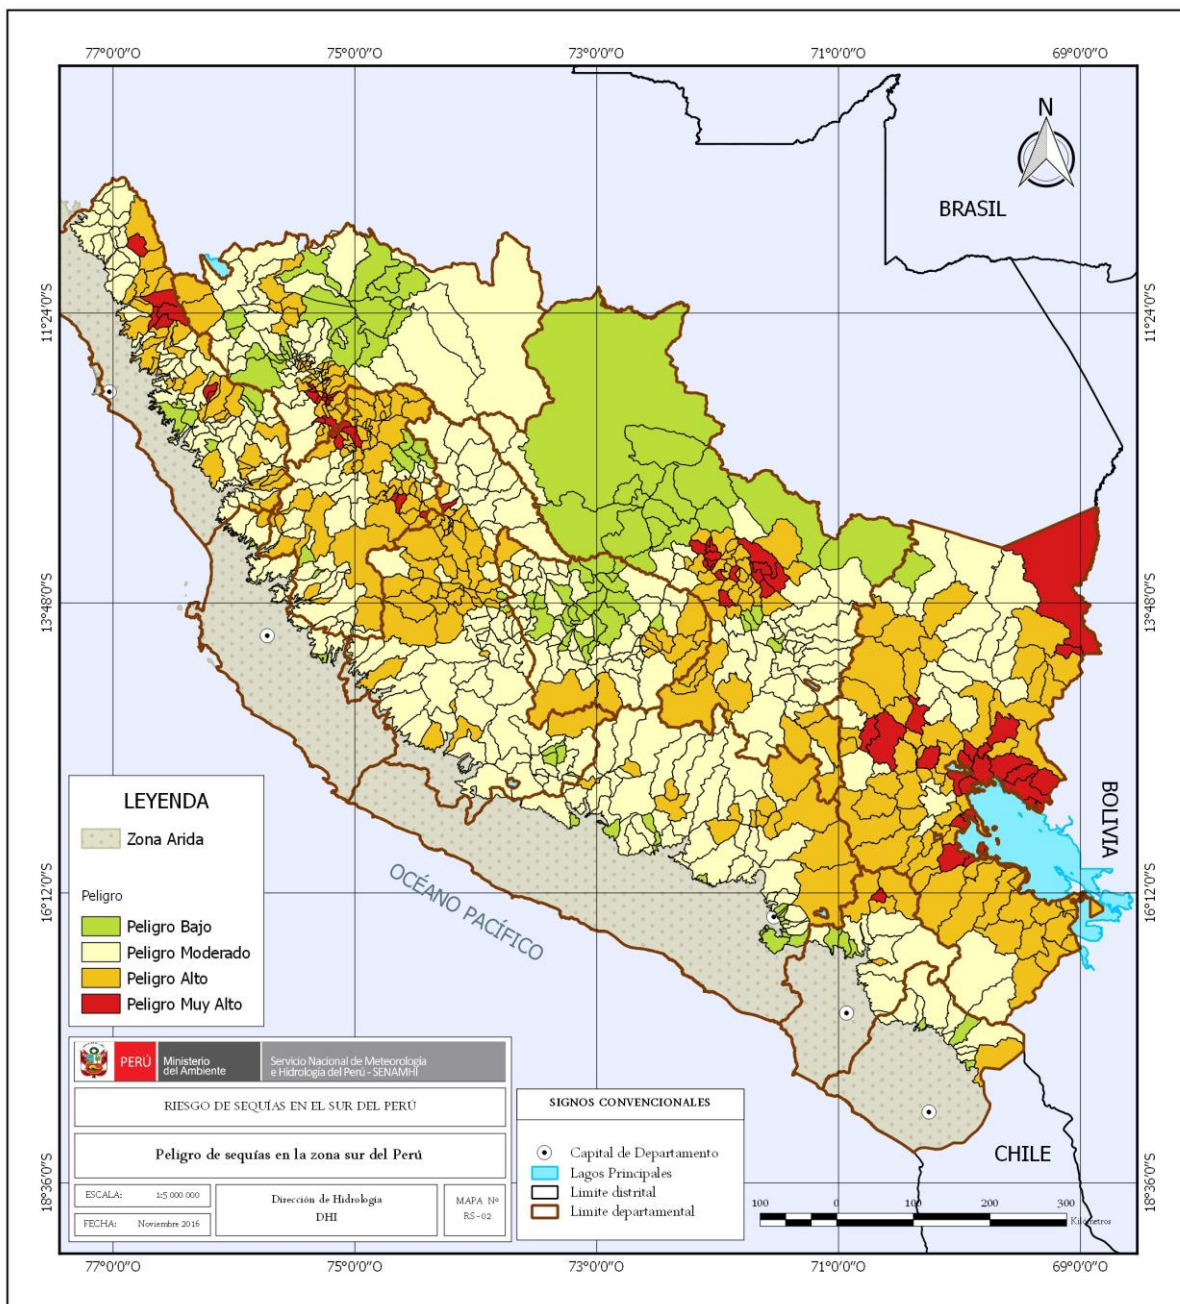 77°0'0"O 75°0'0"O 73°0'0"O 71°0'0"O 69°0'0"O
N
BRASIL
11°24'0"S 11°24'0"S
13°48'0"S 13°48'0"S
16°12'0"S 16°12'0"S
18°36'0"S 18°36'0"S
BOLIVIA
OCÉANO PACÍFICO
CHILE
LEYENDA
Zona Arida
Peligro
Peligro Bajo
Peligro Moderado
Peligro Alto
Peligro Muy Alto
PERÚ
Ministerio
del Ambiente
Servicio Nacional de Meteorología
e Hidrología del Perú - SENAMHI
RIESGO DE SEQUÍAS EN EL SUR DEL PERÚ
Peligro de sequías en la zona sur del Perú
ESCALA: 1:5 000 000
FECHA: Noviembre 2016
Dirección de Hidrología
DHI
MAPA Nº
RS-02
SIGNOS CONVENCIONALES
Capital de Departamento
Lagos Principales
Limite distrital
Limite departamental
100 0 100 200 300
Kilómetros
77°0'0"O 75°0'0"O 73°0'0"O 71°0'0"O 69°0'0"O